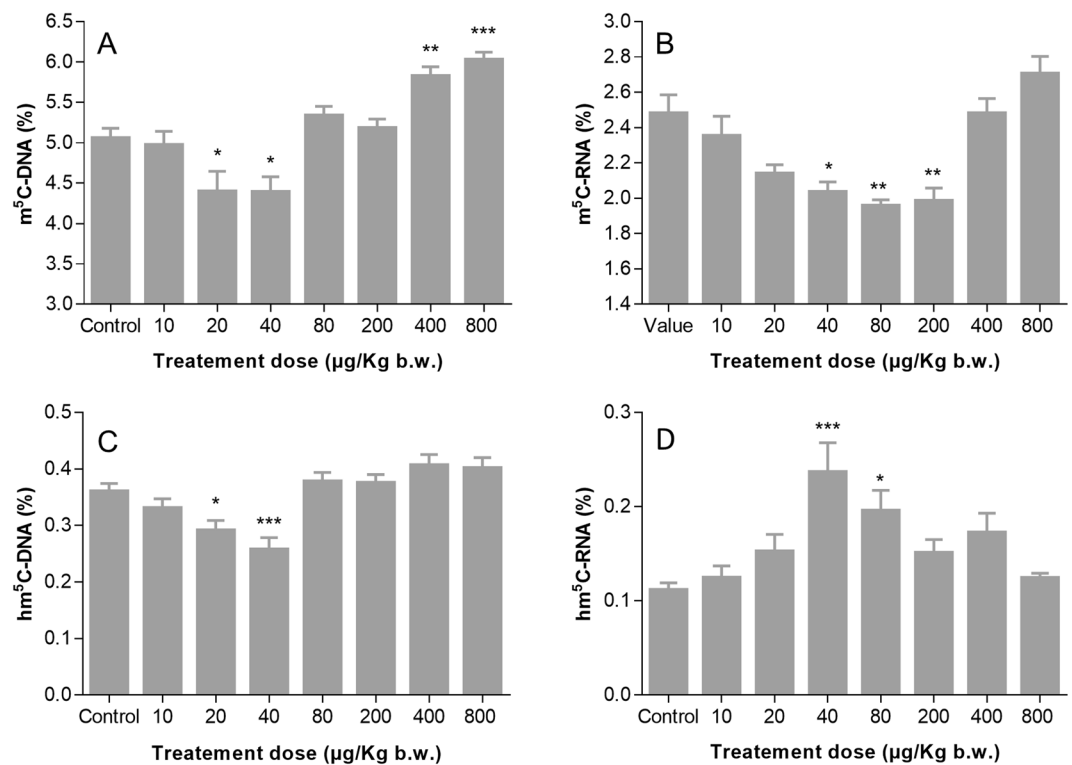 A
m⁵C-DNA (%)
6.5
6.0
5.5
5.0
4.5
4.0
3.5
3.0
* * ** ***
Control 10 20 40 80 200 400 800
Treatement dose (µg/Kg b.w.)
B
m⁵C-RNA (%)
3.0
2.8
2.6
2.4
2.2
2.0
1.8
1.6
1.4
* ** **
Value 10 20 40 80 200 400 800
Treatement dose (µg/Kg b.w.)
C
hm⁵C-DNA (%)
0.5
0.4
0.3
0.2
0.1
0.0
* ***
Control 10 20 40 80 200 400 800
Treatement dose (µg/Kg b.w.)
D
hm⁵C-RNA (%)
0.3
0.2
0.1
0.0
*** *
Control 10 20 40 80 200 400 800
Treatement dose (µg/Kg b.w.)